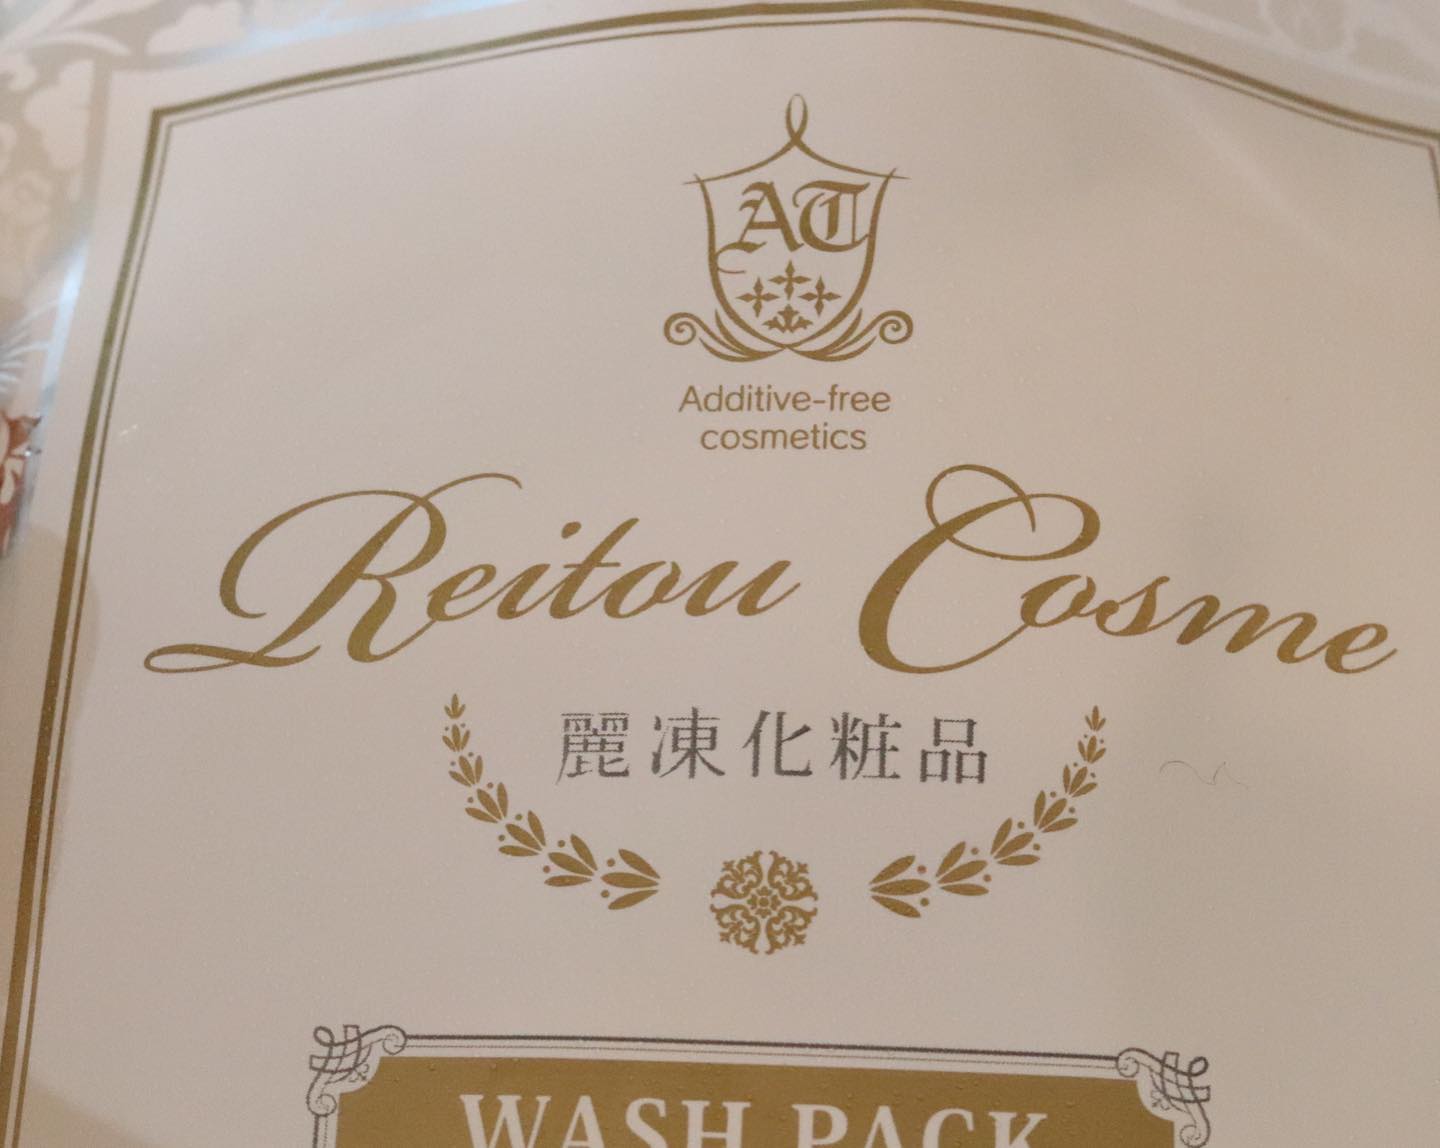 AT
Additive-free
cosmetics
Reitou Cosme
麗凍化粧品
WASH PACK